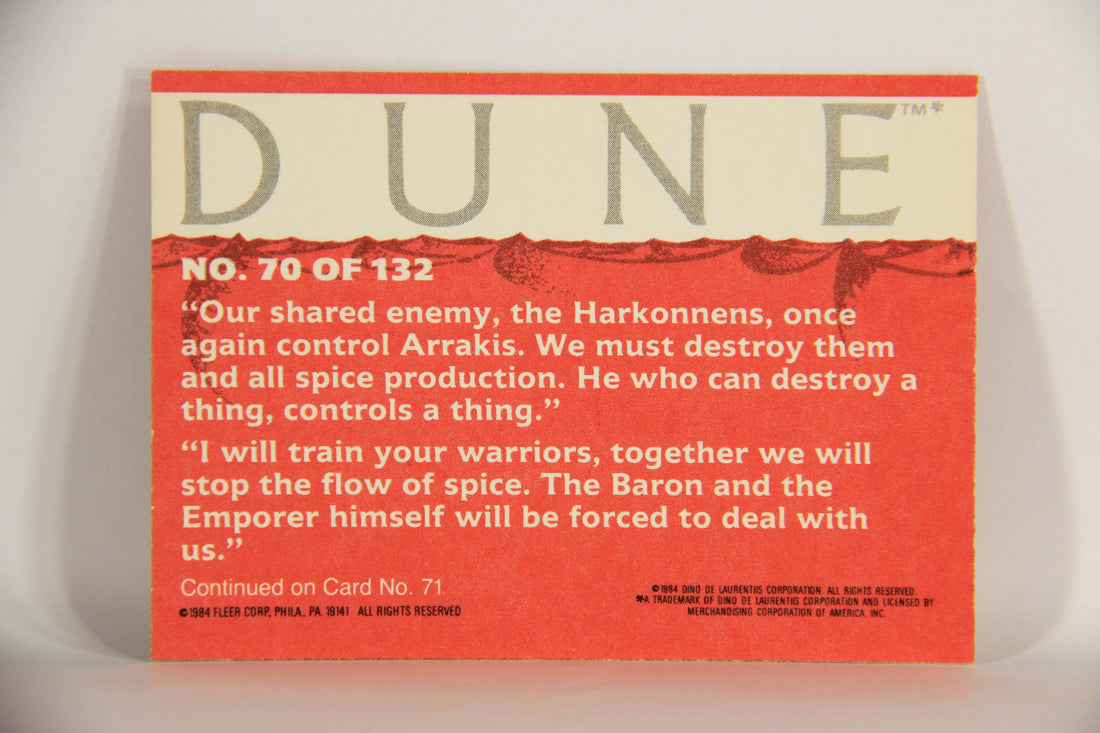 DUNE™*
NO. 70 OF 132
“Our shared enemy, the Harkonnens, once
again control Arrakis. We must destroy them
and all spice production. He who can destroy a
thing, controls a thing.”
“I will train your warriors, together we will
stop the flow of spice. The Baron and the
Emporer himself will be forced to deal with
us.”
Continued on Card No. 71
©1984 FLEER CORP., PHILA., PA. 19141 ALL RIGHTS RESERVED
©1984 DINO DE LAURENTIIS CORPORATION. ALL RIGHTS RESERVED.
*A TRADEMARK OF DINO DE LAURENTIIS CORPORATION AND LICENSED BY
MERCHANDISING CORPORATION OF AMERICA, INC.